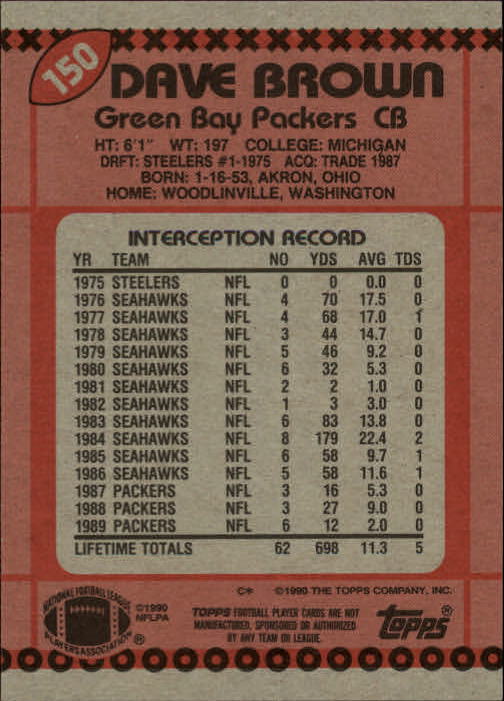 150
DAVE BROWN
Green Bay Packers CB
HT: 6'1" WT: 197 COLLEGE: MICHIGAN
DRFT: STEELERS #1-1975 ACQ: TRADE 1987
BORN: 1-16-53, AKRON, OHIO
HOME: WOODLINVILLE, WASHINGTON
INTERCEPTION RECORD
YR TEAM NO YDS AVG TDS
1975 STEELERS NFL 0 0 0.0 0
1976 SEAHAWKS NFL 4 70 17.5 0
1977 SEAHAWKS NFL 4 68 17.0 1
1978 SEAHAWKS NFL 3 44 14.7 0
1979 SEAHAWKS NFL 5 46 9.2 0
1980 SEAHAWKS NFL 6 32 5.3 0
1981 SEAHAWKS NFL 2 2 1.0 0
1982 SEAHAWKS NFL 1 3 3.0 0
1983 SEAHAWKS NFL 6 83 13.8 0
1984 SEAHAWKS NFL 8 179 22.4 2
1985 SEAHAWKS NFL 6 58 9.7 1
1986 SEAHAWKS NFL 5 58 11.6 1
1987 PACKERS NFL 3 16 5.3 0
1988 PACKERS NFL 3 27 9.0 0
1989 PACKERS NFL 6 12 2.0 0
LIFETIME TOTALS 62 698 11.3 5
C* ©1990 THE TOPPS COMPANY, INC.
NATIONAL FOOTBALL LEAGUE
PLAYERS ASSOCIATION ®
©1990
NFLPA
TOPPS FOOTBALL PLAYER CARDS ARE NOT
MANUFACTURED, SPONSORED OR AUTHORIZED
BY ANY TEAM OR LEAGUE.
TOPPS®